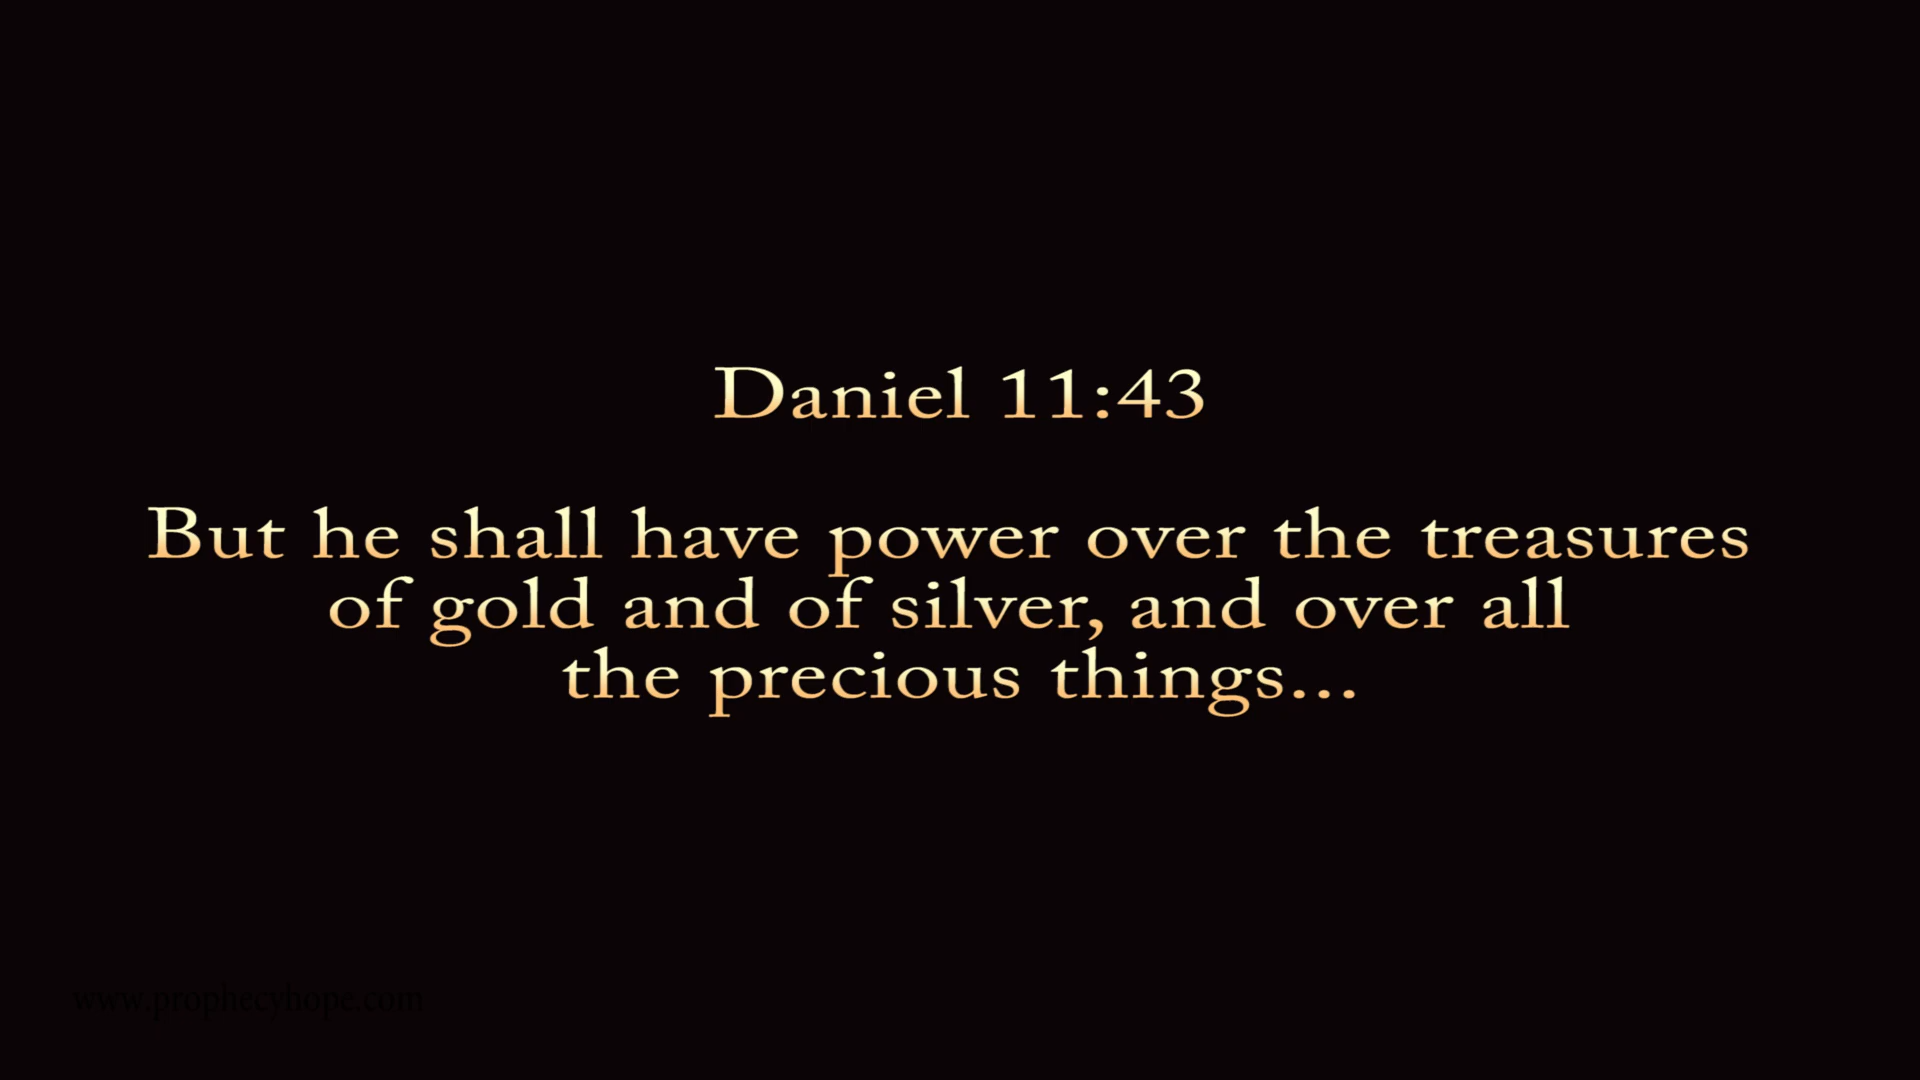 Daniel 11:43
But he shall have power over the treasures
of gold and of silver, and over all
the precious things...
www.prophecyhope.com